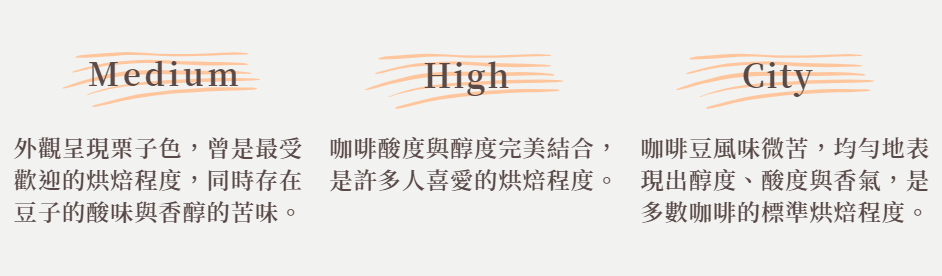 Medium
外觀呈現栗子色，曾是最受
歡迎的烘焙程度，同時存在
豆子的酸味與香醇的苦味。
High
咖啡酸度與醇度完美結合，
是許多人喜愛的烘焙程度。
City
咖啡豆風味微苦，均勻地表
現出醇度、酸度與香氣，是
多數咖啡的標準烘焙程度。